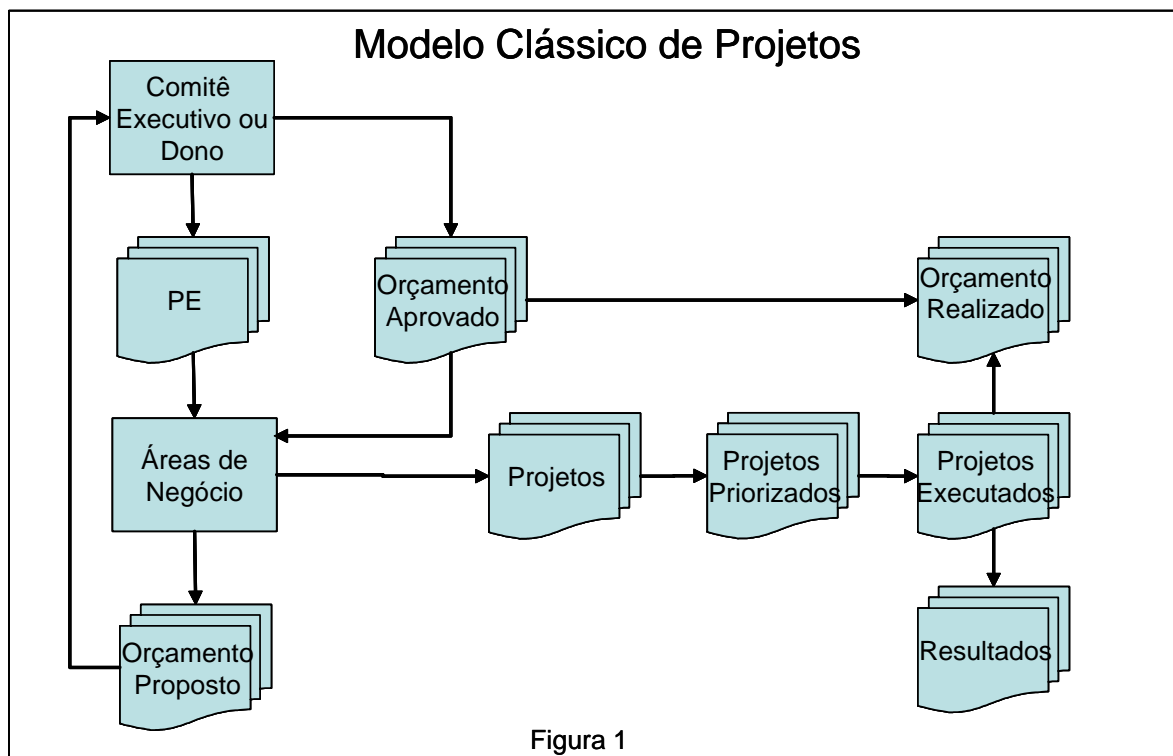 Modelo Clássico de Projetos
Comitê
Executivo ou
Dono
PE
Orçamento
Aprovado
Orçamento
Realizado
Áreas de
Negócio
Projetos
Projetos
Priorizados
Projetos
Executados
Orçamento
Proposto
Resultados
Figura 1